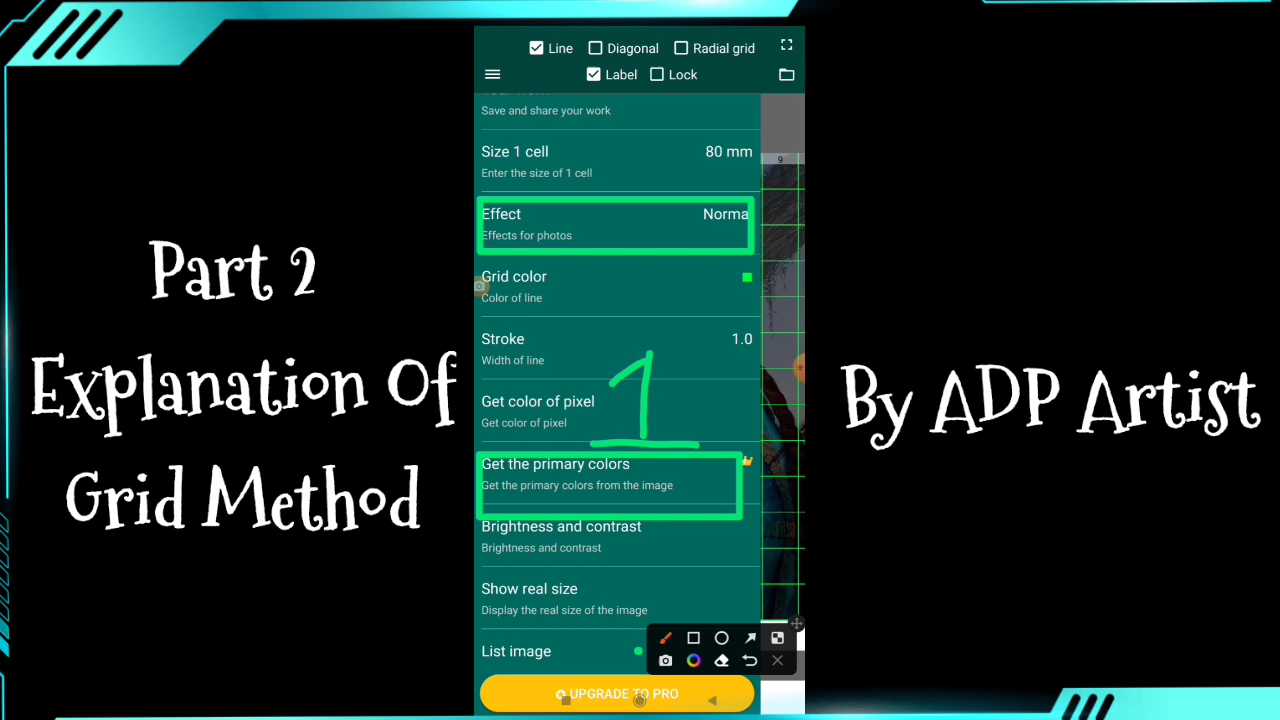 Part 2
Explanation Of
Grid Method
Line Diagonal Radial grid
Label Lock
Save and share your work
Size 1 cell 80 mm
Enter the size of 1 cell
Effect Norma
Effects for photos
Grid color
Color of line
Stroke 1.0
Width of line
1
Get color of pixel
Get color of pixel
Get the primary colors
Get the primary colors from the image
Brightness and contrast
Brightness and contrast
Show real size
Display the real size of the image
List image
UPGRADE TO PRO
9
By ADP Artist